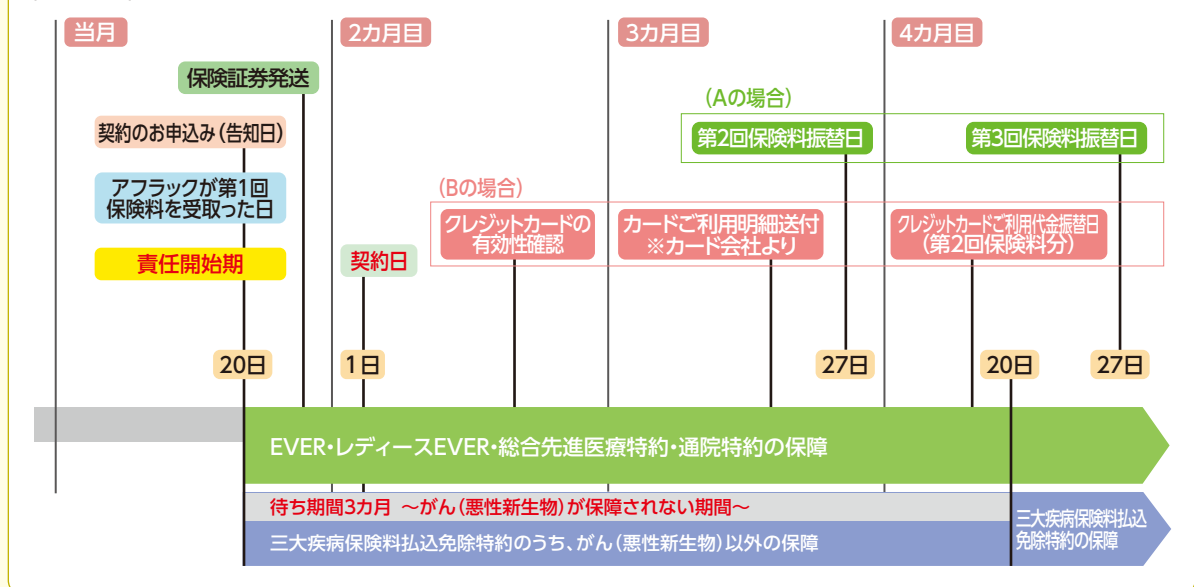 当月
2カ月目
3カ月目
4カ月目
保険証券発送
(Aの場合)
契約のお申込み(告知日)
第2回保険料振替日
第3回保険料振替日
アフラックが第1回
保険料を受取った日
(Bの場合)
クレジットカードの
有効性確認
カードご利用明細送付
※カード会社より
クレジットカードご利用代金振替日
(第2回保険料分)
責任開始期
契約日
20日
1日
27日
20日
27日
EVER・レディースEVER・総合先進医療特約・通院特約の保障
待ち期間3カ月 ～がん(悪性新生物)が保障されない期間～
三大疾病保険料払込免除特約のうち、がん(悪性新生物)以外の保障
三大疾病保険料払込
免除特約の保障